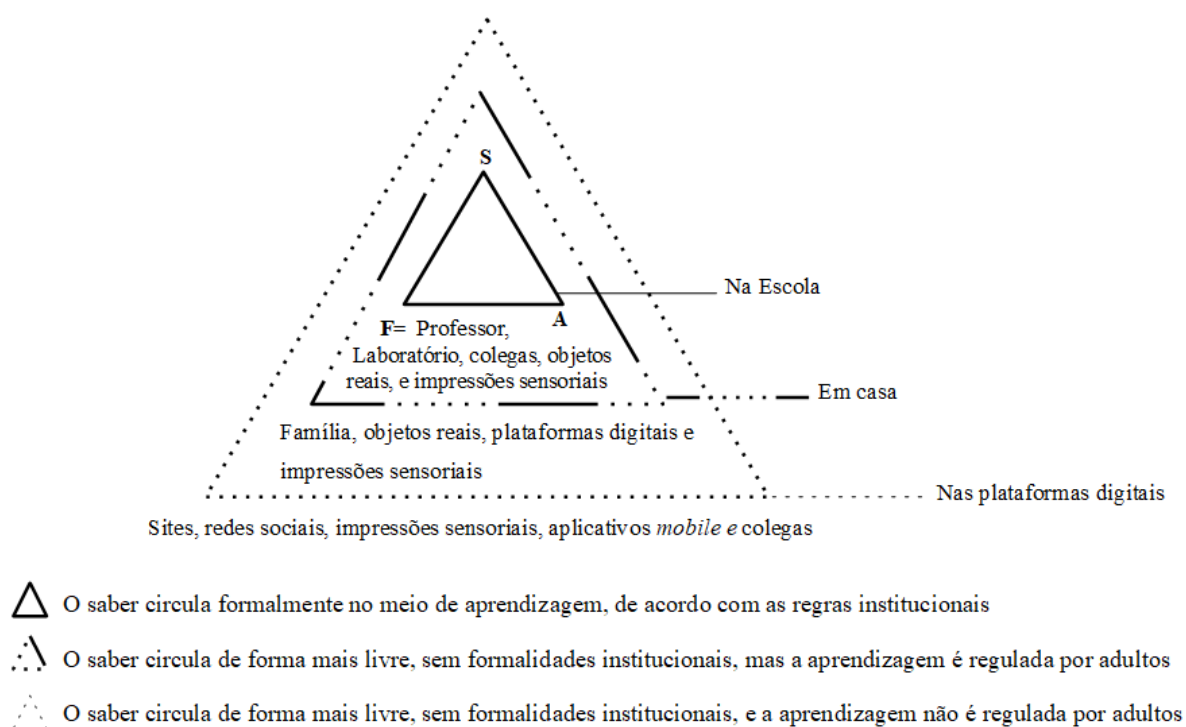 S
Na Escola
F= Professor,
A
Laboratório, colegas, objetos
reais, e impressões sensoriais
Em casa
Família, objetos reais, plataformas digitais e
impressões sensoriais
Nas plataformas digitais
Sites, redes sociais, impressões sensoriais, aplicativos mobile e colegas
O saber circula formalmente no meio de aprendizagem, de acordo com as regras institucionais
O saber circula de forma mais livre, sem formalidades institucionais, mas a aprendizagem é regulada por adultos
O saber circula de forma mais livre, sem formalidades institucionais, e a aprendizagem não é regulada por adultos